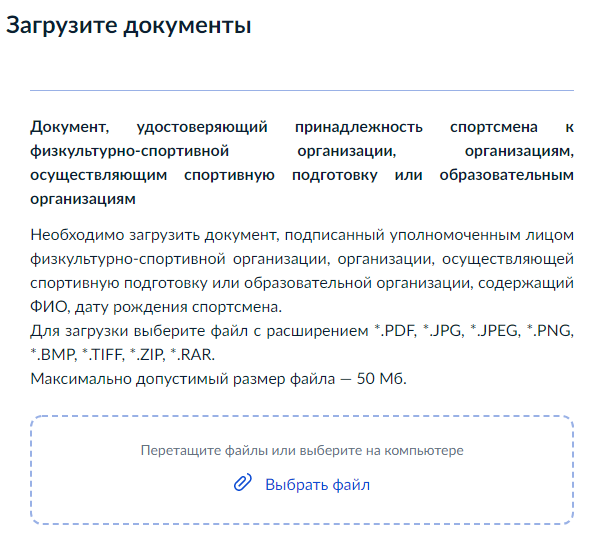 Загрузите документы
Документ, удостоверяющий принадлежность спортсмена к
физкультурно-спортивной организации, организациям,
осуществляющим спортивную подготовку или образовательным
организациям
Необходимо загрузить документ, подписанный уполномоченным лицом
физкультурно-спортивной организации, организации, осуществляющей
спортивную подготовку или образовательной организации, содержащий
ФИО, дату рождения спортсмена.
Для загрузки выберите файл с расширением *.PDF, *.JPG, *.JPEG, *.PNG,
*.BMP, *.TIFF, *.ZIP, *.RAR.
Максимально допустимый размер файла — 50 Мб.
Перетащите файлы или выберите на компьютере
Выбрать файл